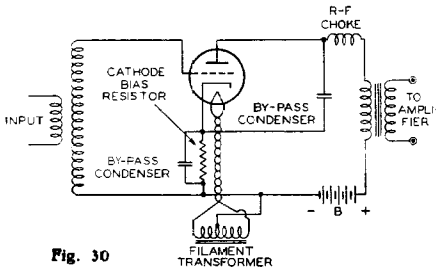 R-F
CHOKE
CATHODE
BIAS
RESISTOR
INPUT
BY-PASS
CONDENSER
TO
AMPLI-
FIER
BY-PASS
CONDENSER
- B +
Fig. 30
FILAMENT
TRANSFORMER